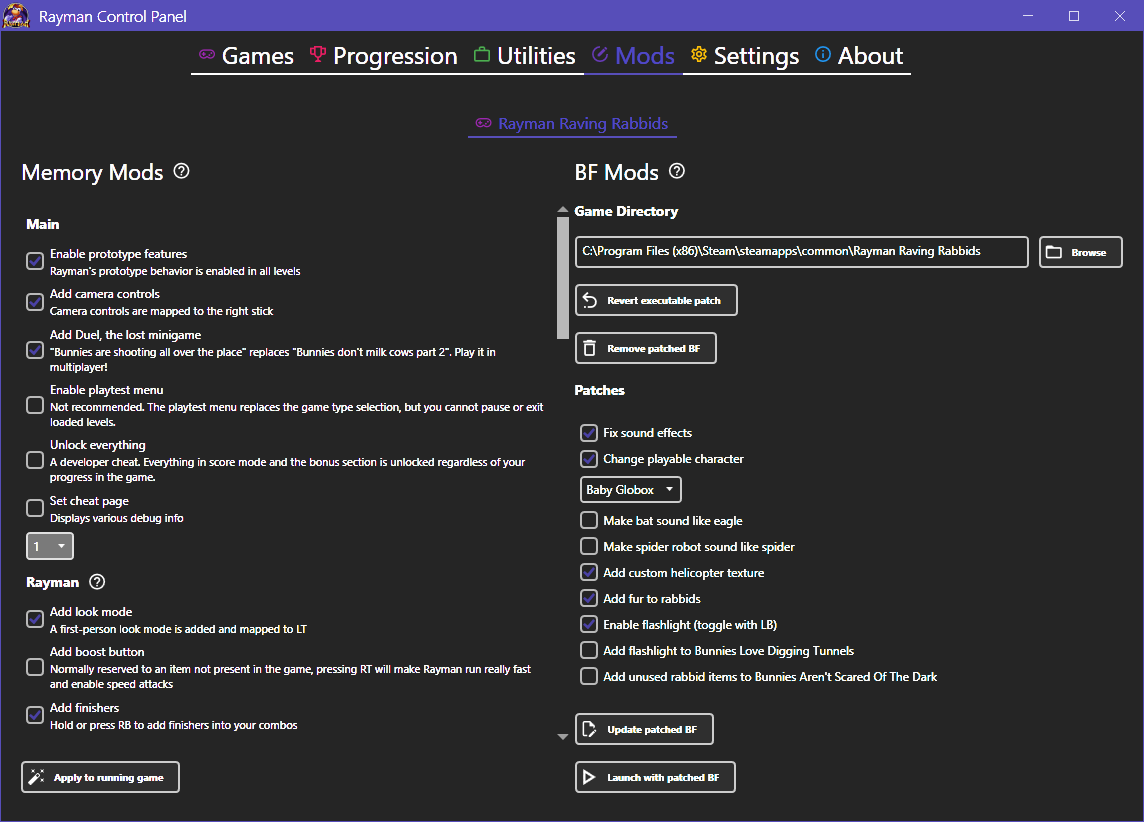 Rayman Control Panel
Games Progression Utilities Mods Settings About
Rayman Raving Rabbids
Memory Mods
Main
Enable prototype features
Rayman's prototype behavior is enabled in all levels
Add camera controls
Camera controls are mapped to the right stick
Add Duel, the lost minigame
"Bunnies are shooting all over the place" replaces "Bunnies don't milk cows part 2". Play it in
multiplayer!
Enable playtest menu
Not recommended. The playtest menu replaces the game type selection, but you cannot pause or exit
loaded levels.
Unlock everything
A developer cheat. Everything in score mode and the bonus section is unlocked regardless of your
progress in the game.
Set cheat page
Displays various debug info
1
Rayman
Add look mode
A first-person look mode is added and mapped to LT
Add boost button
Normally reserved to an item not present in the game, pressing RT will make Rayman run really fast
and enable speed attacks
Add finishers
Hold or press RB to add finishers into your combos
Apply to running game
BF Mods
Game Directory
C:\Program Files (x86)\Steam\steamapps\common\Rayman Raving Rabbids
Browse
Revert executable patch
Remove patched BF
Patches
Fix sound effects
Change playable character
Baby Globox
Make bat sound like eagle
Make spider robot sound like spider
Add custom helicopter texture
Add fur to rabbids
Enable flashlight (toggle with LB)
Add flashlight to Bunnies Love Digging Tunnels
Add unused rabbid items to Bunnies Aren't Scared Of The Dark
Update patched BF
Launch with patched BF